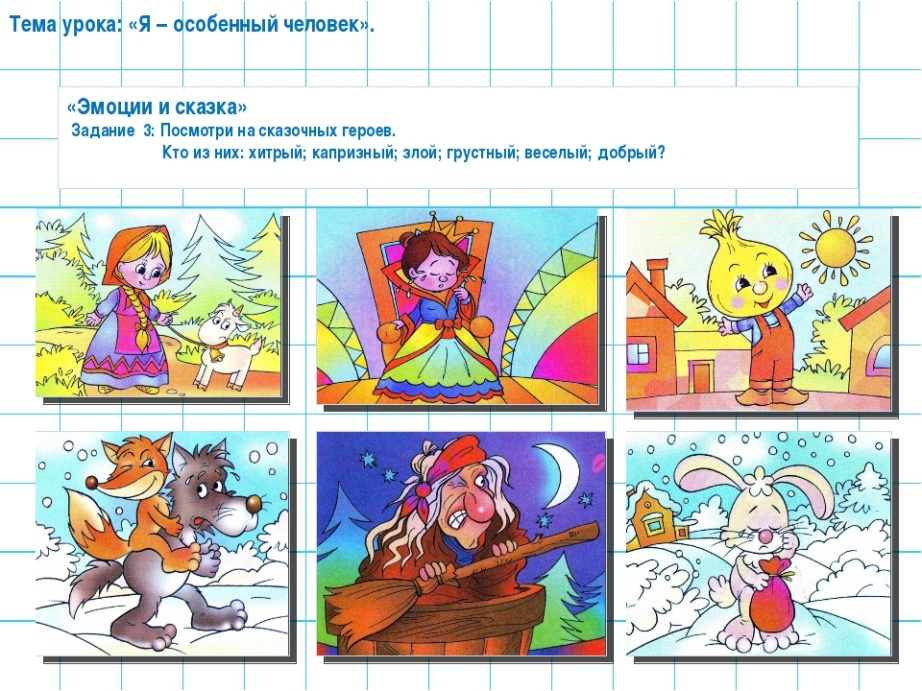 Тема урока: «Я – особенный человек».
«Эмоции и сказка»
Задание 3: Посмотри на сказочных героев.
Кто из них: хитрый; капризный; злой; грустный; веселый; добрый?